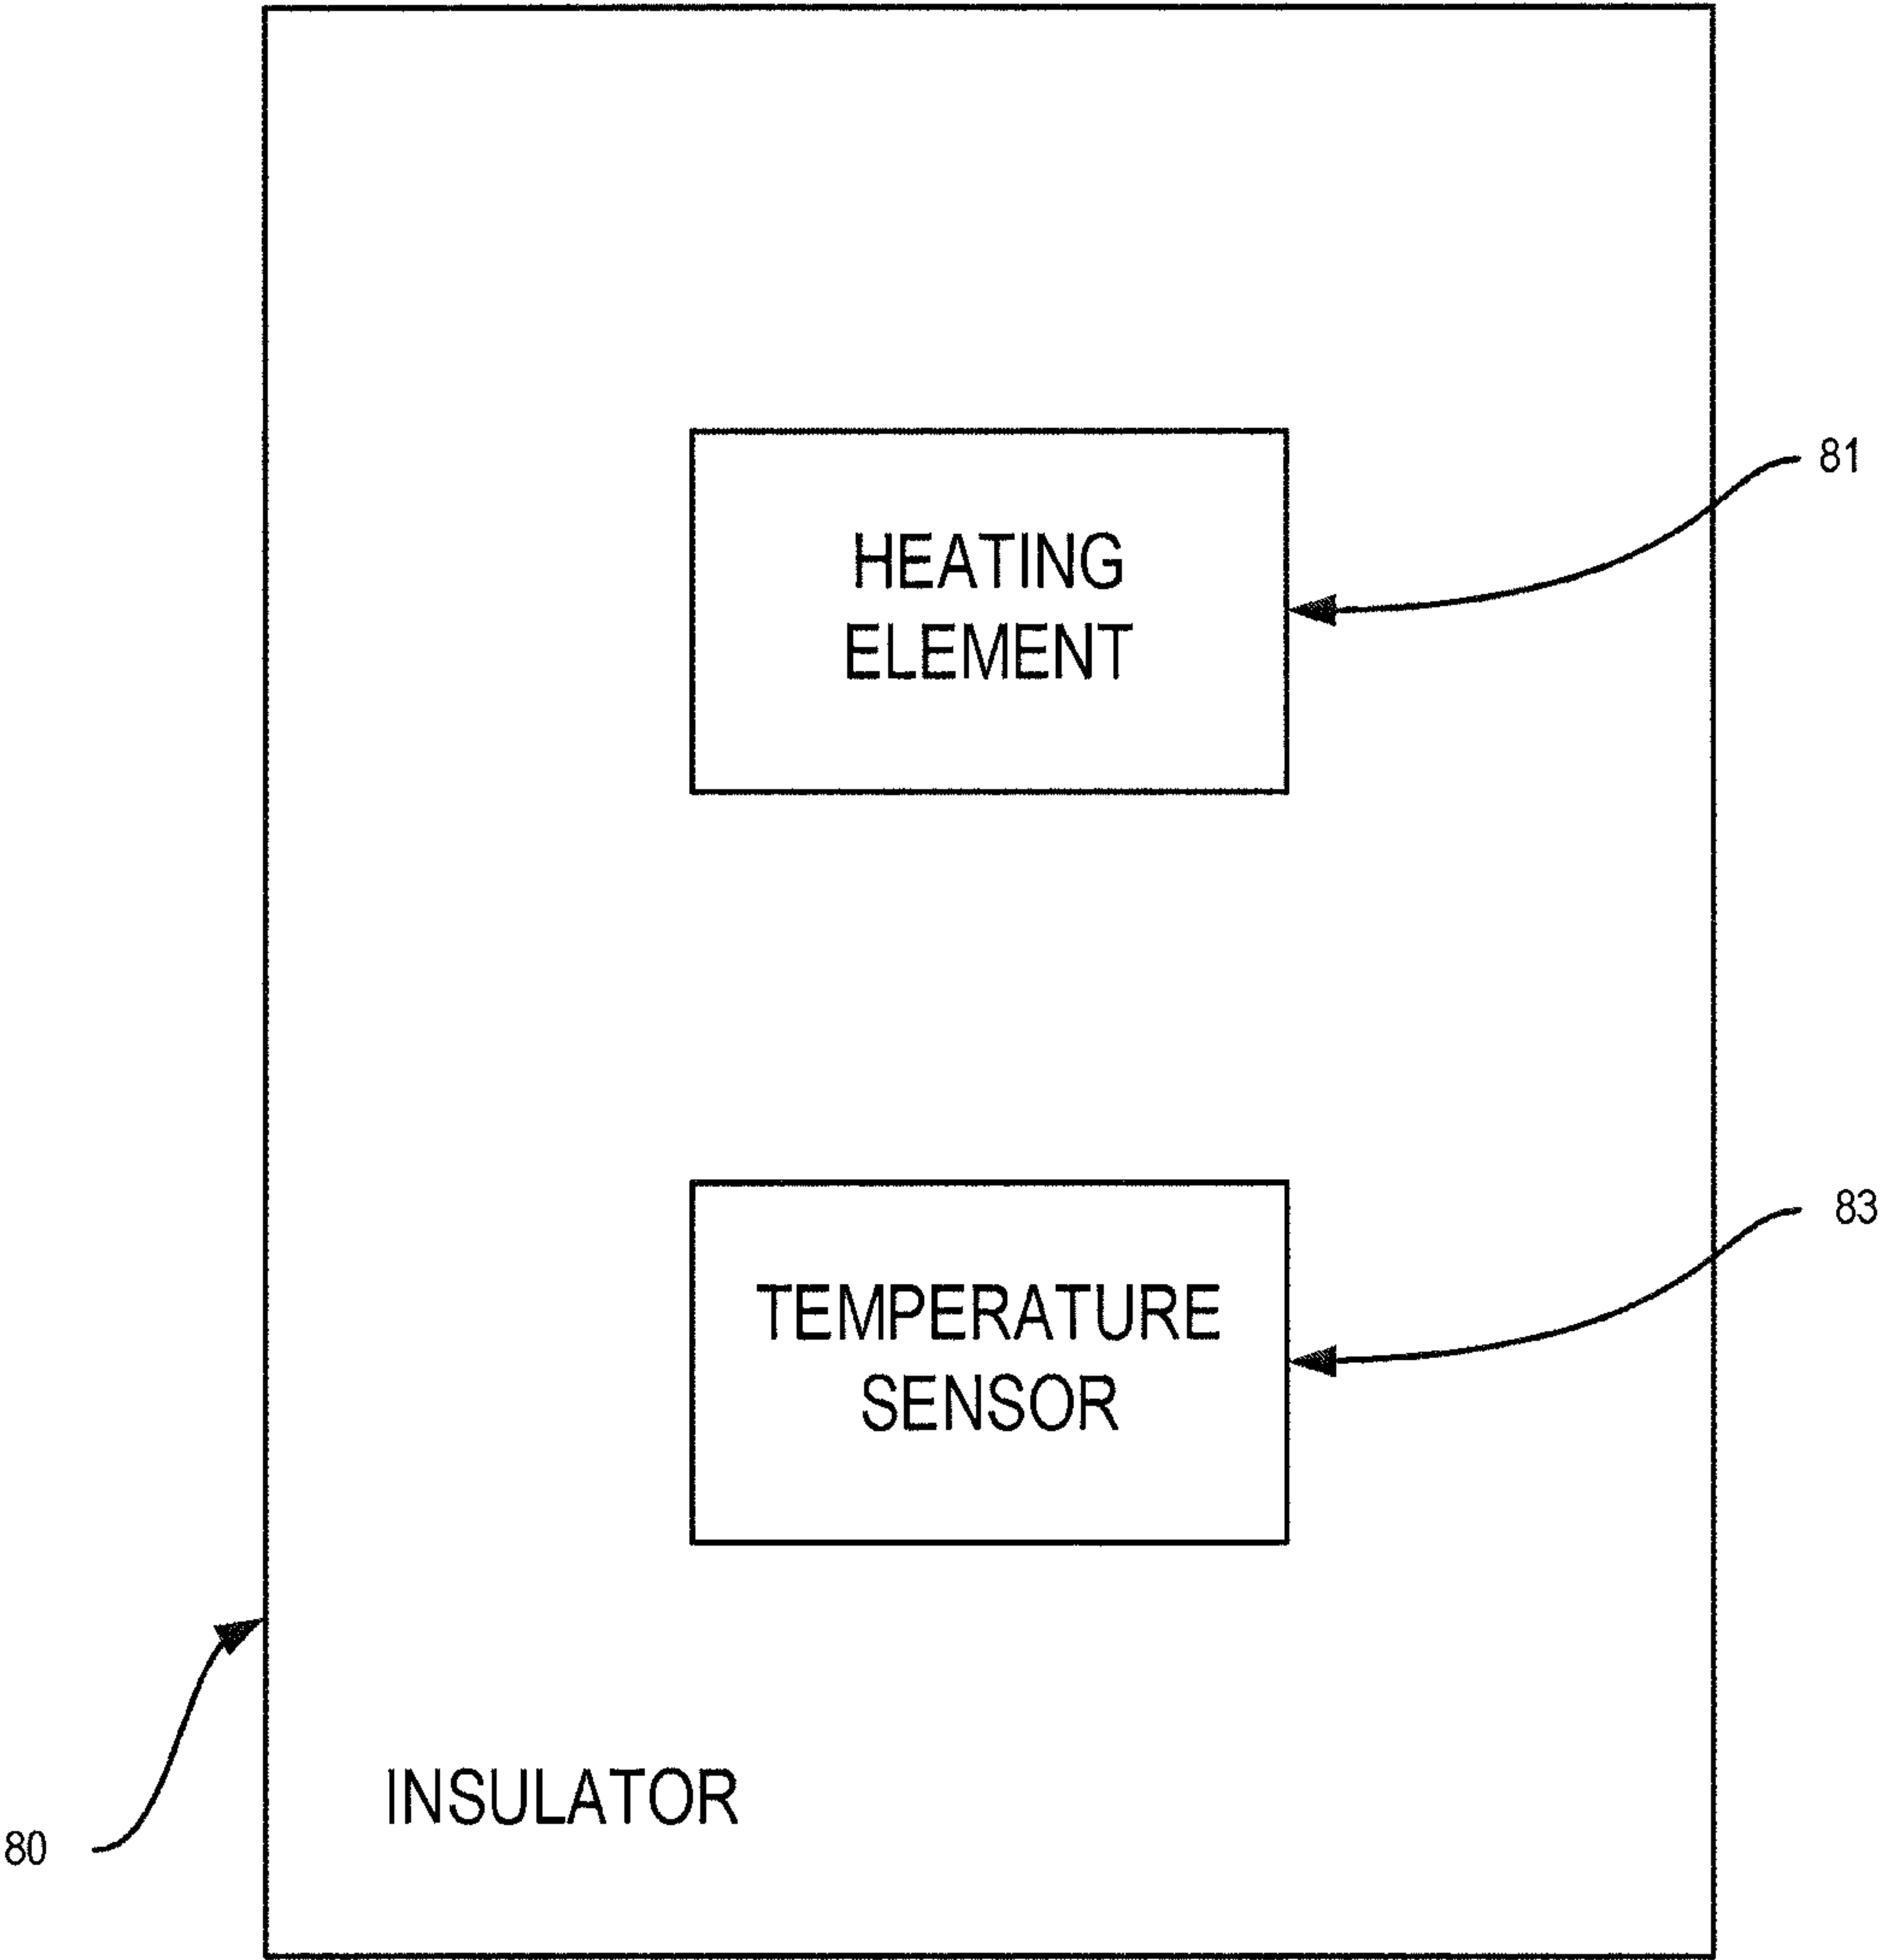 HEATING
ELEMENT
81
TEMPERATURE
SENSOR
83
INSULATOR
80